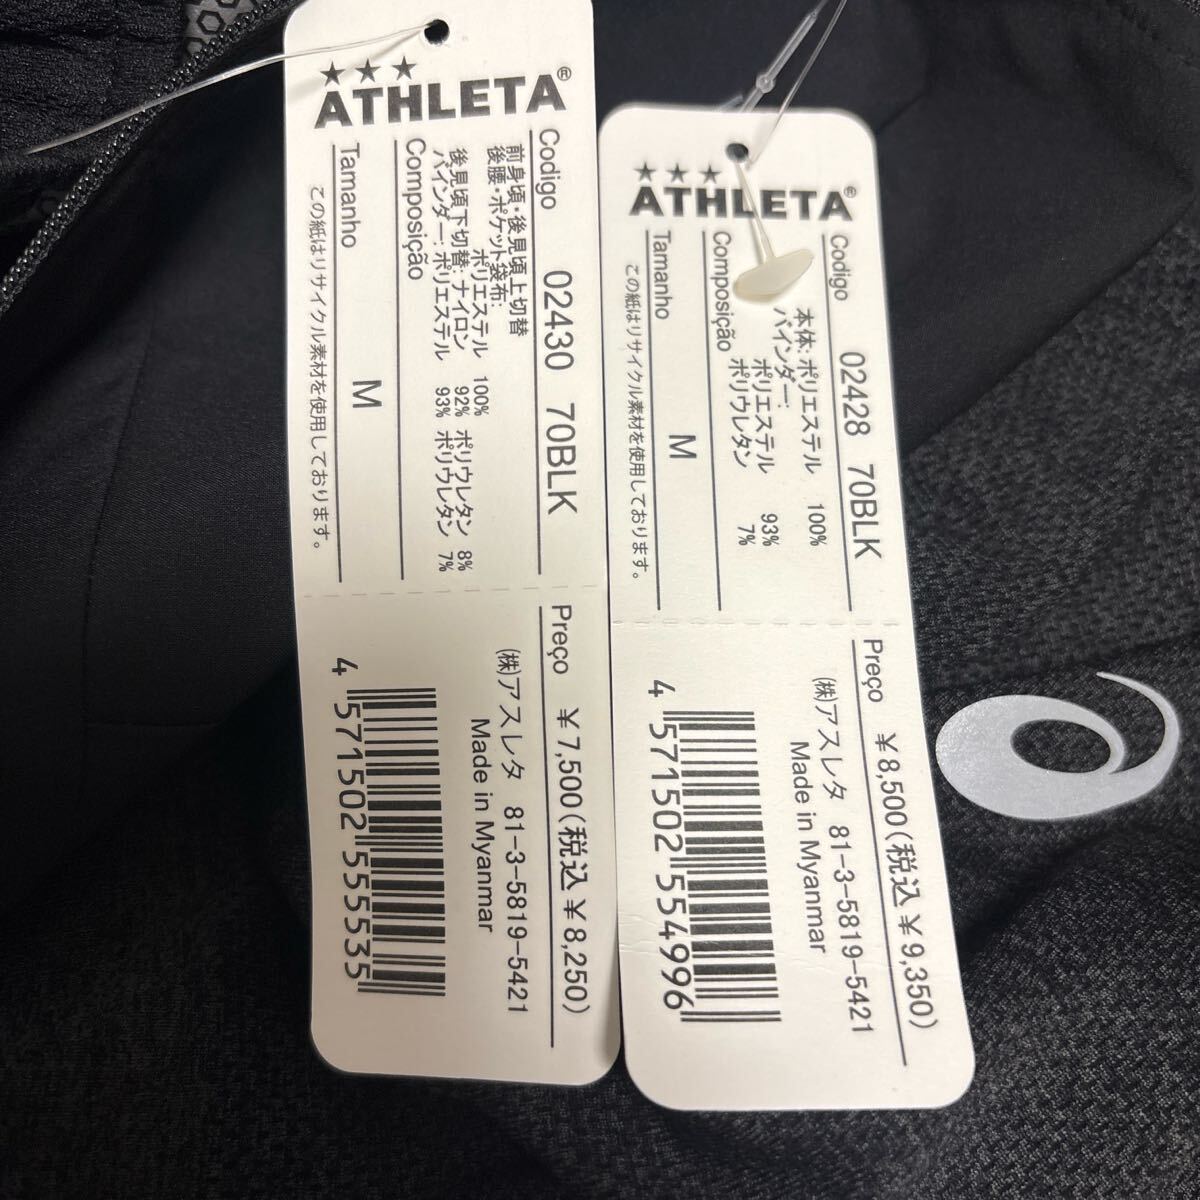 ★★★
ATHLETA®
Codigo 02430 70BLK
前身頃・後見頃上切替
後腰・ポケット袋布:
ポリエステル 100%
後見頃下切替:ナイロン 92% ポリウレタン 8%
バインダー:ポリエステル 93% ポリウレタン 7%
Composição
Tamanho M
この紙はリサイクル素材を使用しております。
Preço ￥7,500(税込￥8,250)
(株)アスレタ 81-3-5819-5421
Made in Myanmar
4 571502 555535
★★★
ATHLETA®
Codigo 02428 70BLK
本体:ポリエステル 100%
バインダー:
ポリエステル 93%
ポリウレタン 7%
Composição
Tamanho M
この紙はリサイクル素材を使用しております。
Preço ￥8,500(税込￥9,350)
(株)アスレタ 81-3-5819-5421
Made in Myanmar
4 571502 554996